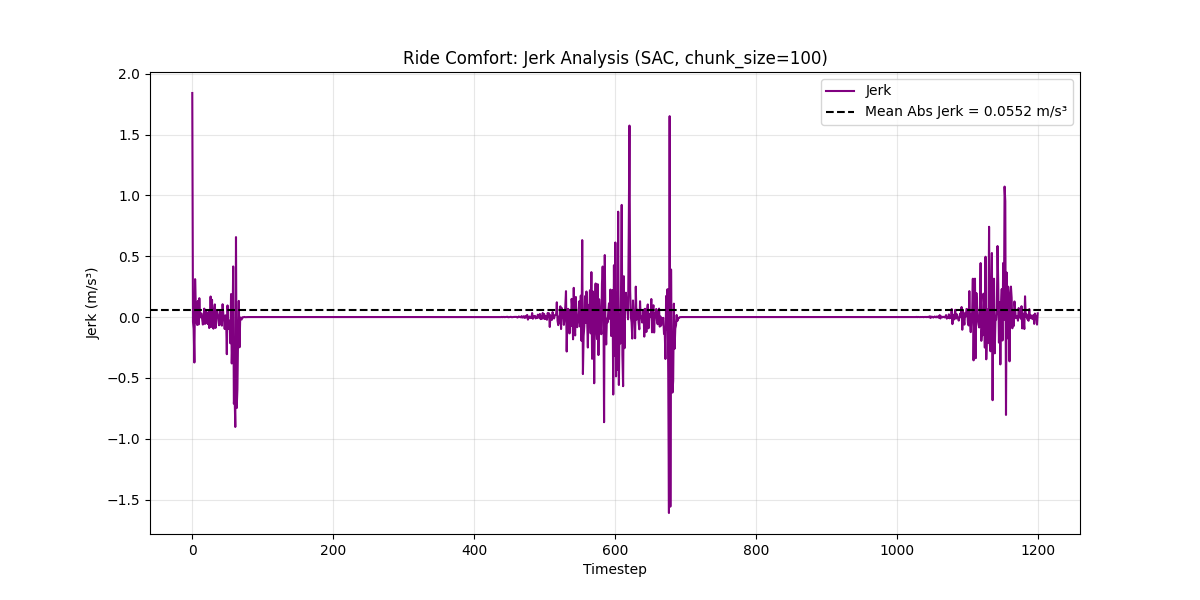 Ride Comfort: Jerk Analysis (SAC, chunk_size=100)
Jerk
Mean Abs Jerk = 0.0552 m/s³
Jerk (m/s³)
2.0
1.5
1.0
0.5
0.0
−0.5
−1.0
−1.5
0 200 400 600 800 1000 1200
Timestep